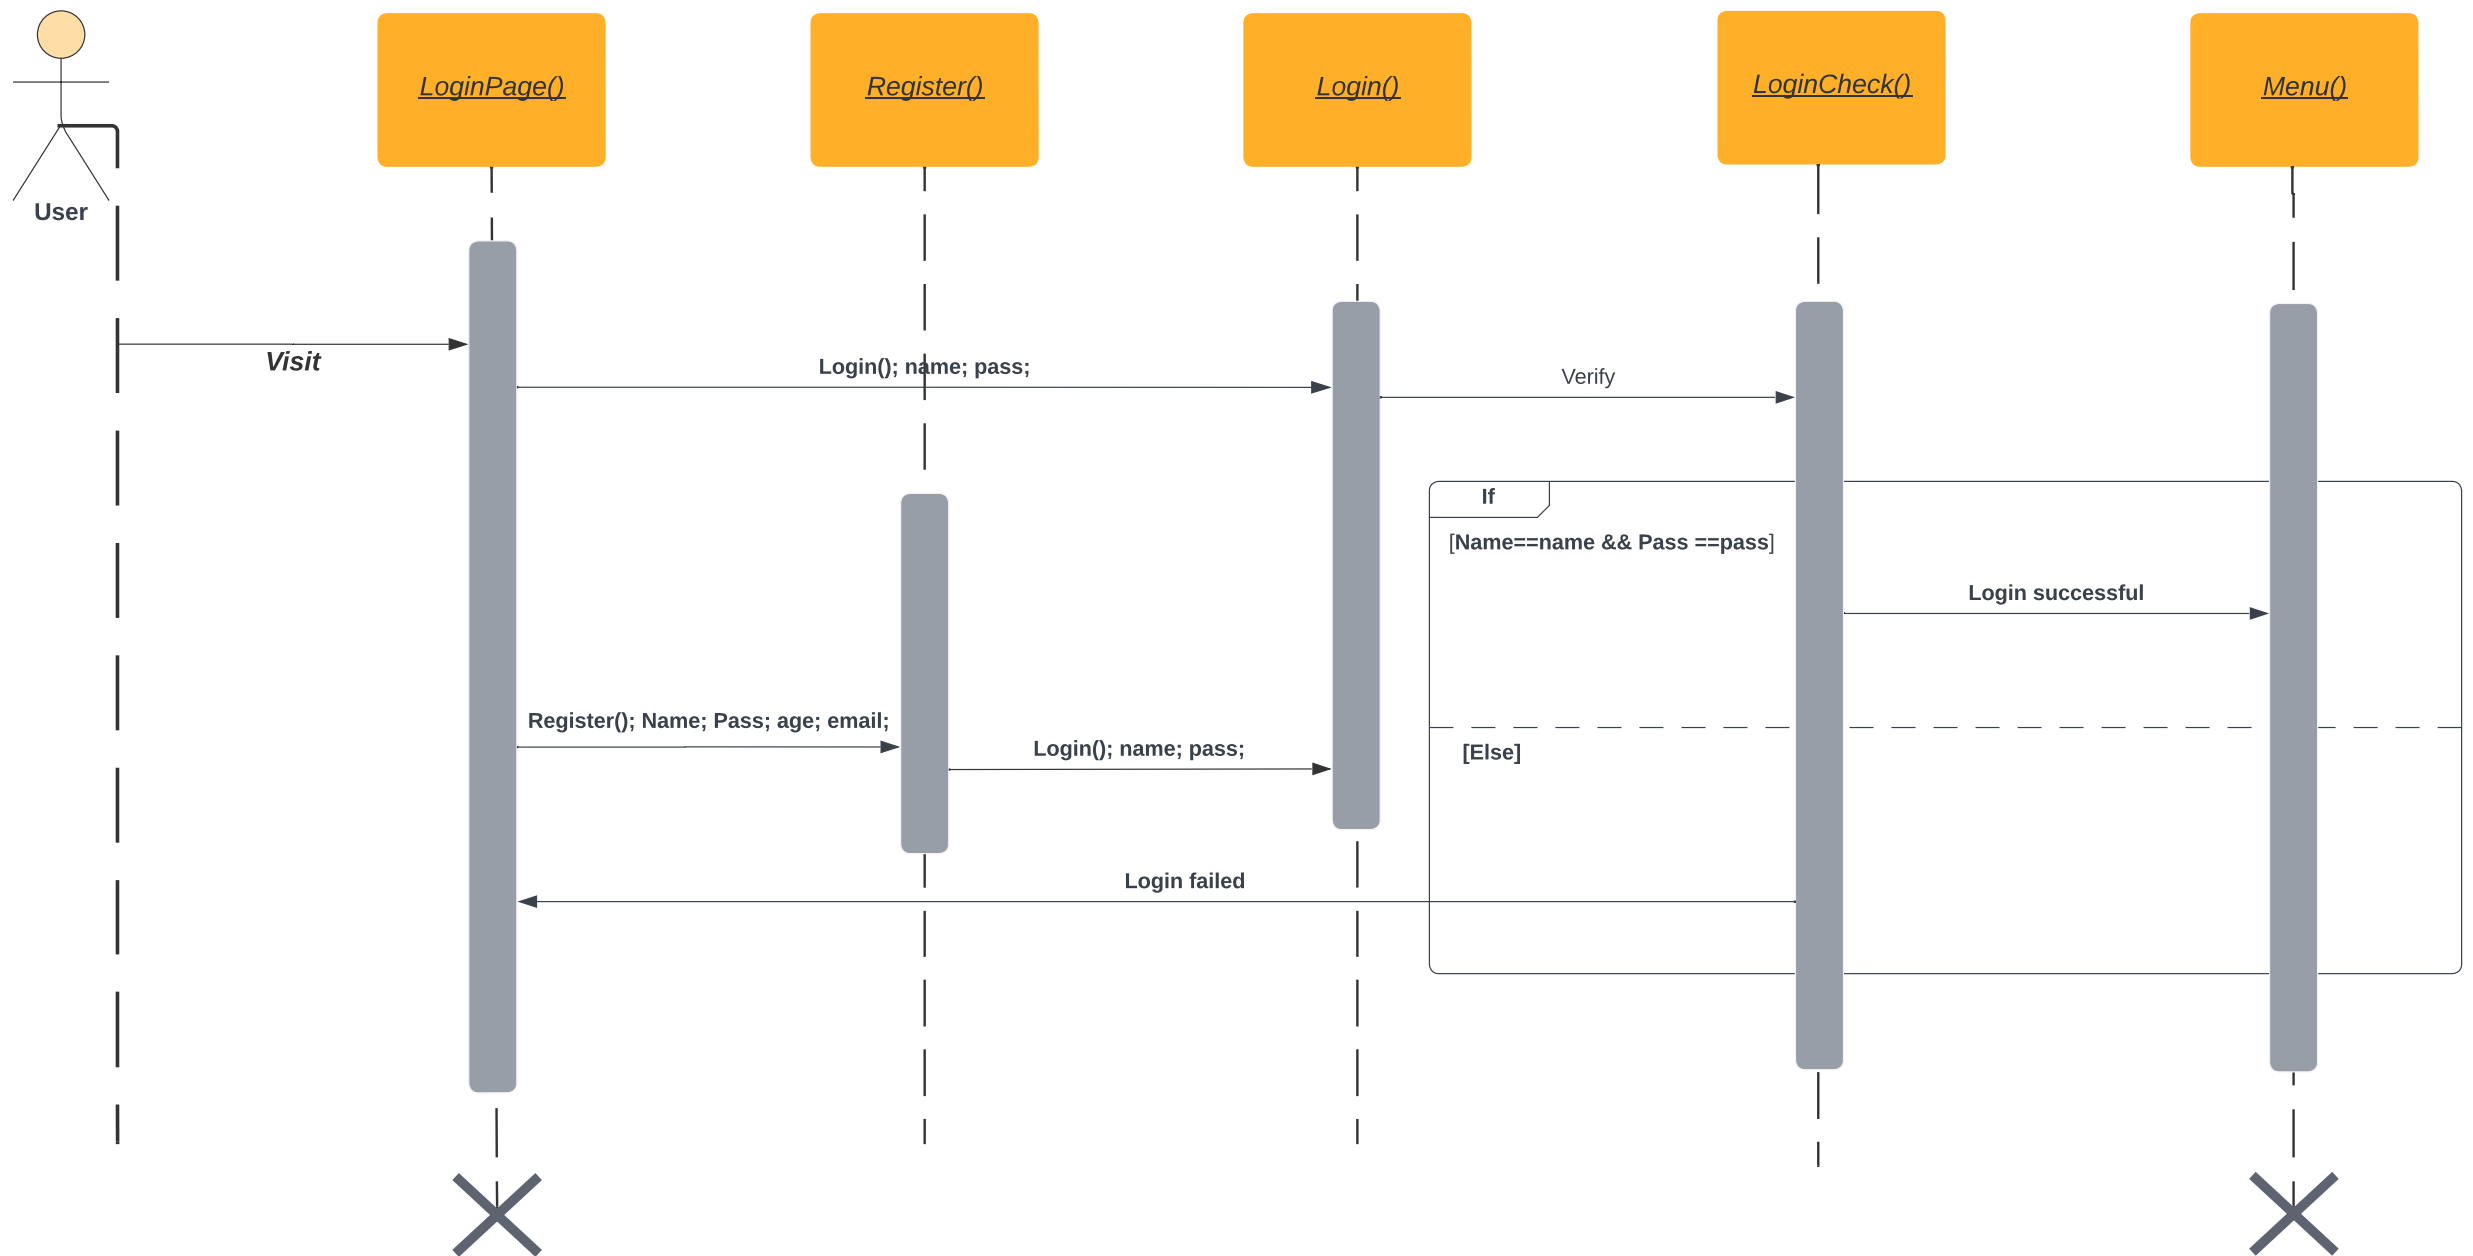 LoginPage()
Register()
Login()
LoginCheck()
Menu()
User
Visit
Login(); name; pass;
Verify
If
[Name==name && Pass ==pass]
Login successful
Register(); Name; Pass; age; email;
Login(); name; pass;
[Else]
Login failed